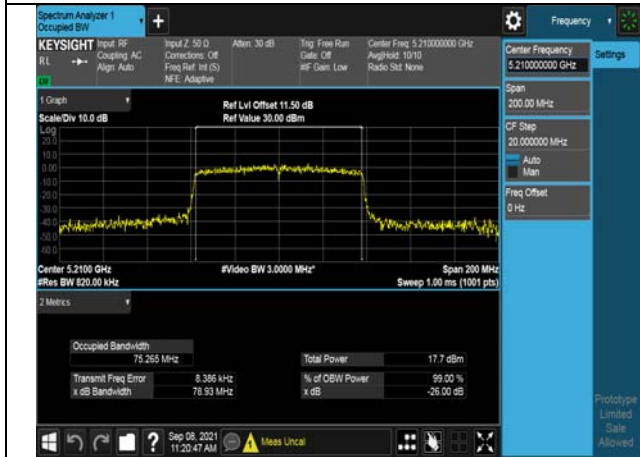 Spectrum Analyzer 1
Occupied BW
+
Frequency
KEYSIGHT
RL
Input: RF
Coupling: AC
Align: Auto
Input Z: 50 Ω
Corrections: Off
Freq Ref: Int (S)
NFE: Adaptive
Atten: 30 dB
Trig: Free Run
Gate: Off
#IF Gain: Low
Center Freq: 5.210000000 GHz
Avg|Hold: 10/10
Radio Std: None
Center Frequency
5.210000000 GHz
Settings
Span
200.00 MHz
CF Step
20.000000 MHz
Auto
Man
Freq Offset
0 Hz
1 Graph
Scale/Div 10.0 dB
Ref Lvl Offset 11.50 dB
Ref Value 30.00 dBm
Log
20.0
10.0
0.00
-10.0
-20.0
-30.0
-40.0
-50.0
-60.0
Center 5.2100 GHz
#Res BW 820.00 kHz
#Video BW 3.0000 MHz*
Span 200 MHz
Sweep 1.00 ms (1001 pts)
2 Metrics
Occupied Bandwidth
75.265 MHz
Total Power 17.7 dBm
Transmit Freq Error 8.386 kHz
% of OBW Power 99.00 %
x dB Bandwidth 78.93 MHz
x dB -26.00 dB
Prototype
Limited
Sale
Allowed
?
Sep 08, 2021
11:20:47 AM
Meas Uncal